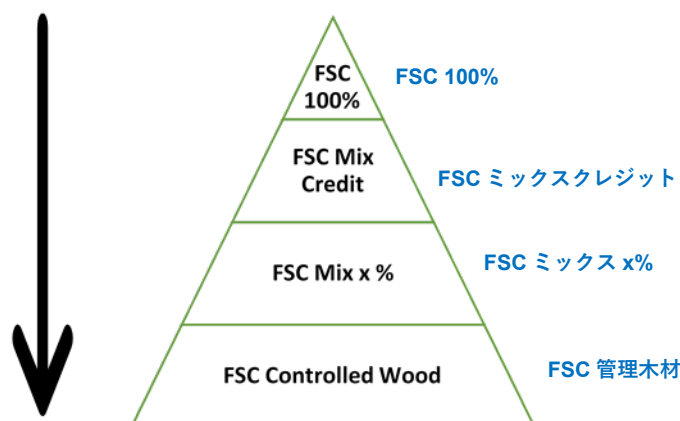 FSC
100%
FSC 100%
FSC Mix
Credit
FSC ミックスクレジット
FSC Mix x %
FSC ミックス x%
FSC Controlled Wood
FSC 管理木材